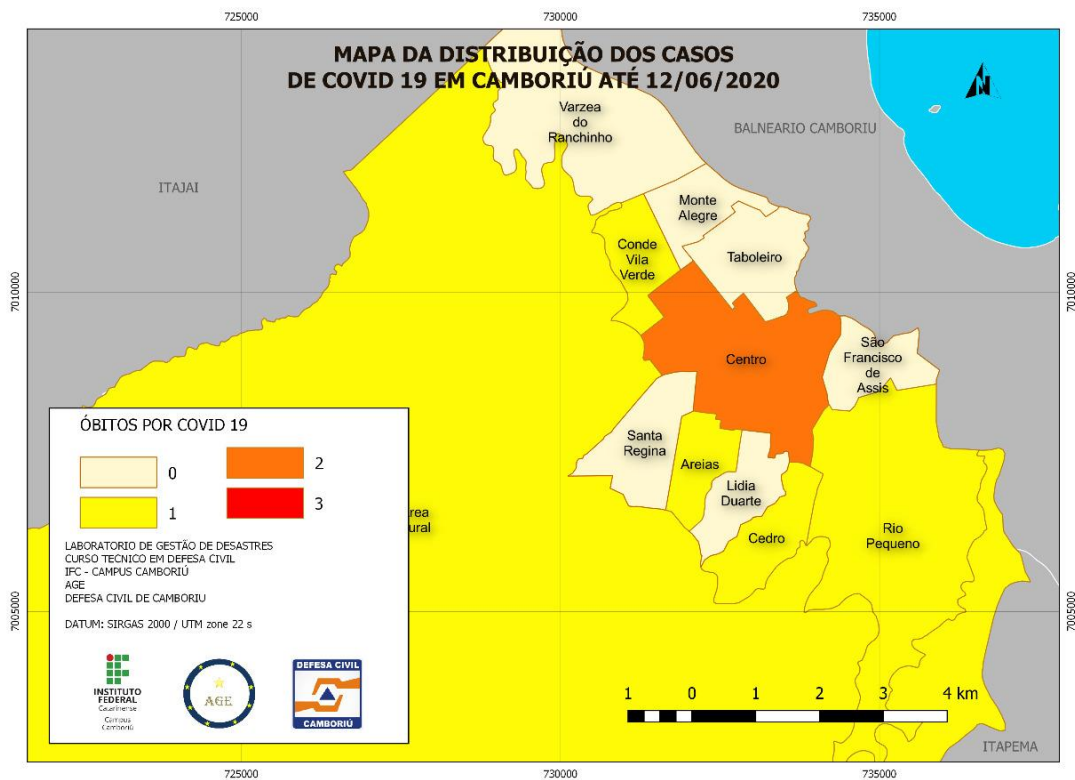 725000
730000
735000
MAPA DA DISTRIBUIÇÃO DOS CASOS
DE COVID 19 EM CAMBORIÚ ATÉ 12/06/2020
N
Varzea
do
Ranchinho
BALNEARIO CAMBORIU
ITAJAI
Monte
Alegre
Conde
Vila
Verde
Taboleiro
7010000
7010000
São
Francisco
de
Assis
Centro
ÓBITOS POR COVID 19
0
2
1
3
Santa
Regina
Areias
Lidia
Duarte
Cedro
Rio
Pequeno
rea
ural
LABORATORIO DE GESTÃO DE DESASTRES
CURSO TECNICO EM DEFESA CIVIL
IFC - CAMPUS CAMBORIÚ
AGE
DEFESA CIVIL DE CAMBORIU
DATUM: SIRGAS 2000 / UTM zone 22 s
7005000
7005000
INSTITUTO
FEDERAL
Catarinense
Campus
Camboriú
AGE
DEFESA CIVIL
CAMBORIÚ
1 0 1 2 3 4 km
ITAPEMA
725000
730000
735000